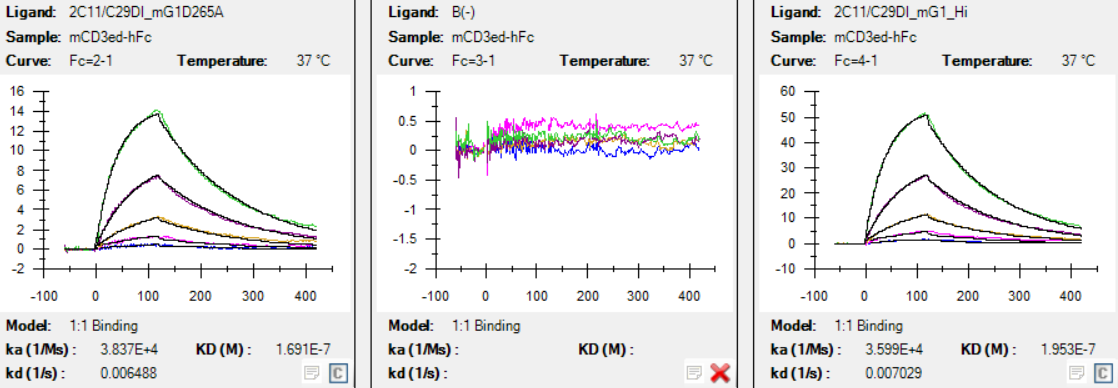 Ligand: 2C11/C29DI_mG1D265A
Sample: mCD3ed-hFc
Curve: Fc=2-1 Temperature: 37 °C
16
14
12
10
8
6
4
2
0
-2
-100 0 100 200 300 400
Model: 1:1 Binding
ka (1/Ms) : 3.837E+4 KD (M) : 1.691E-7
kd (1/s) : 0.006488
C
Ligand: B(-)
Sample: mCD3ed-hFc
Curve: Fc=3-1 Temperature: 37 °C
1
0.5
0
-0.5
-1
-1.5
-2
-100 0 100 200 300 400
Model: 1:1 Binding
ka (1/Ms) : KD (M) :
kd (1/s) :
Ligand: 2C11/C29DI_mG1_Hi
Sample: mCD3ed-hFc
Curve: Fc=4-1 Temperature: 37 °C
60
50
40
30
20
10
0
-10
-100 0 100 200 300 400
Model: 1:1 Binding
ka (1/Ms) : 3.599E+4 KD (M) : 1.953E-7
kd (1/s) : 0.007029
C